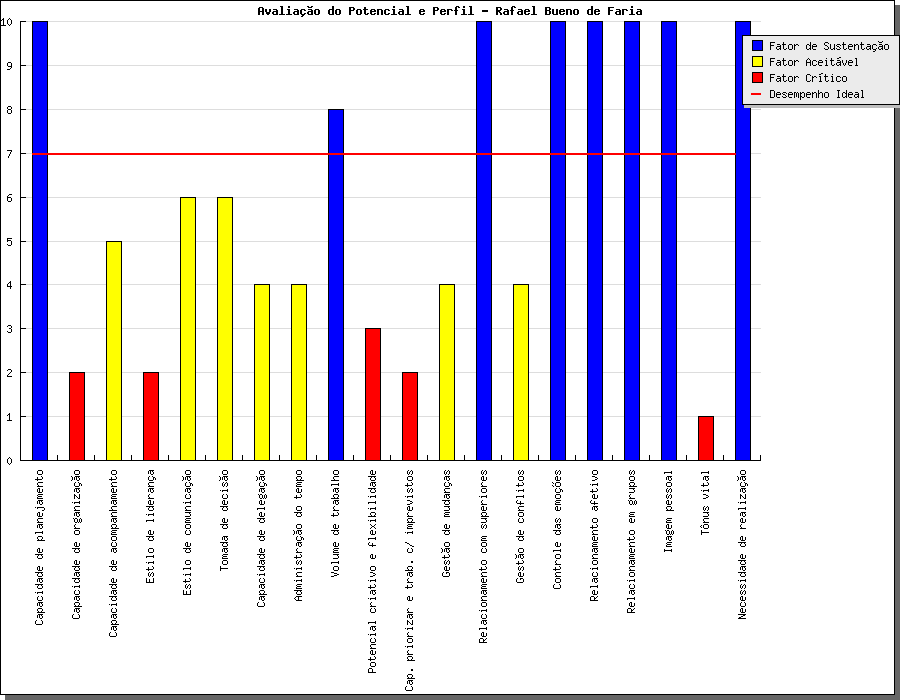 Avaliação do Potencial e Perfil - Rafael Bueno de Faria
10
9
8
7
6
5
4
3
2
1
0
Fator de Sustentação
Fator Aceitável
Fator Crítico
Desempenho Ideal
Capacidade de planejamento
Capacidade de organização
Capacidade de acompanhamento
Estilo de liderança
Estilo de comunicação
Tomada de decisão
Capacidade de delegação
Administração do tempo
Volume de trabalho
Potencial criativo e flexibilidade
Cap. priorizar e trab. c/ imprevistos
Gestão de mudanças
Relacionamento com superiores
Gestão de conflitos
Controle das emoções
Relacionamento afetivo
Relacionamento em grupos
Imagem pessoal
Tônus vital
Necessidade de realização